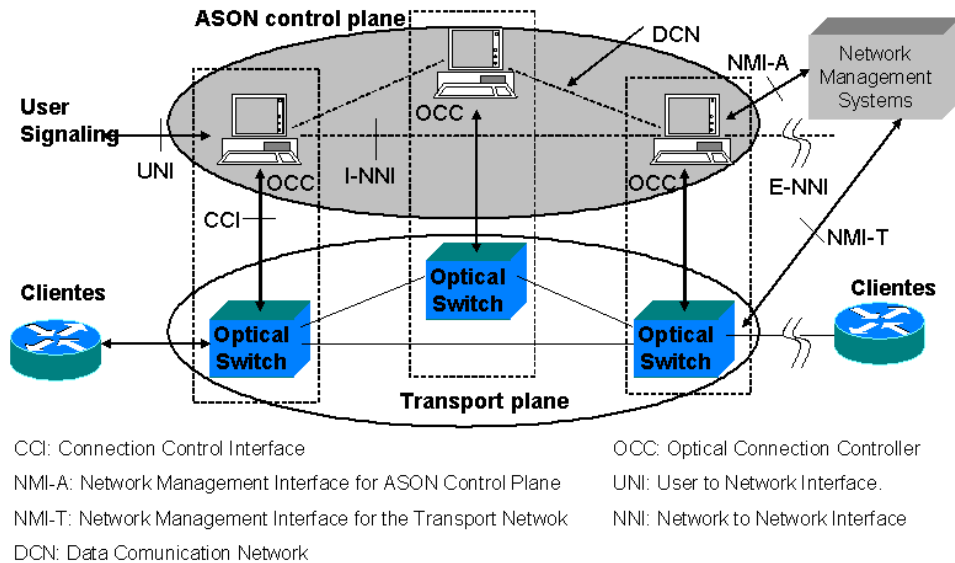 ASON control plane
DCN
Network
Management
Systems
NMI-A
User
Signaling
OCC
UNI
I-NNI
OCC
OCC
E-NNI
CCI
NMI-T
Clientes
Optical
Switch
Clientes
Optical
Switch
Optical
Switch
Transport plane
CCI: Connection Control Interface
OCC: Optical Connection Controller
NMI-A: Network Management Interface for ASON Control Plane
UNI: User to Network Interface.
NMI-T: Network Management Interface for the Transport Netwok
NNI: Network to Network Interface
DCN: Data Comunication Network